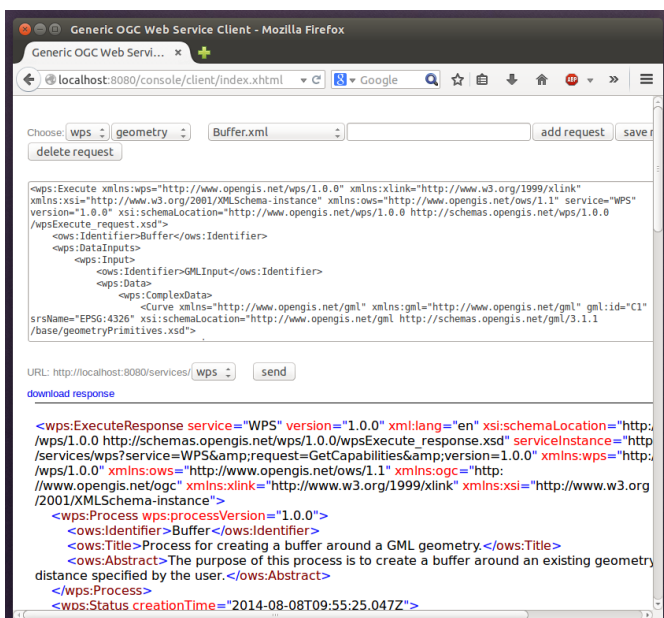 Generic OGC Web Service Client - Mozilla Firefox
Generic OGC Web Servi... ×
localhost:8080/console/client/index.xhtml Google ABP
Choose: wps geometry Buffer.xml add request save r
delete request
<wps:Execute xmlns:wps="http://www.opengis.net/wps/1.0.0" xmlns:xlink="http://www.w3.org/1999/xlink"
xmlns:xsi="http://www.w3.org/2001/XMLSchema-instance" xmlns:ows="http://www.opengis.net/ows/1.1" service="WPS"
version="1.0.0" xsi:schemaLocation="http://www.opengis.net/wps/1.0.0 http://schemas.opengis.net/wps/1.0.0
/wpsExecute_request.xsd">
<ows:Identifier>Buffer</ows:Identifier>
<wps:DataInputs>
<wps:Input>
<ows:Identifier>GMLInput</ows:Identifier>
<wps:Data>
<wps:ComplexData>
<Curve xmlns="http://www.opengis.net/gml" xmlns:gml="http://www.opengis.net/gml" gml:id="C1"
srsName="EPSG:4326" xsi:schemaLocation="http://www.opengis.net/gml http://schemas.opengis.net/gml/3.1.1
/base/geometryPrimitives.xsd">
URL: http://localhost:8080/services/ wps send
download response
<wps:ExecuteResponse service="WPS" version="1.0.0" xml:lang="en" xsi:schemaLocation="http:/
/wps/1.0.0 http://schemas.opengis.net/wps/1.0.0/wpsExecute_response.xsd" serviceInstance="http
/services/wps?service=WPS&amp;request=GetCapabilities&amp;version=1.0.0" xmlns:wps="http:/
/wps/1.0.0" xmlns:ows="http://www.opengis.net/ows/1.1" xmlns:ogc="http:
//www.opengis.net/ogc" xmlns:xlink="http://www.w3.org/1999/xlink" xmlns:xsi="http://www.w3.org
/2001/XMLSchema-instance">
<wps:Process wps:processVersion="1.0.0">
<ows:Identifier>Buffer</ows:Identifier>
<ows:Title>Process for creating a buffer around a GML geometry.</ows:Title>
<ows:Abstract>The purpose of this process is to create a buffer around an existing geometry
distance specified by the user.</ows:Abstract>
</wps:Process>
<wps:Status creationTime="2014-08-08T09:55:25.047Z">